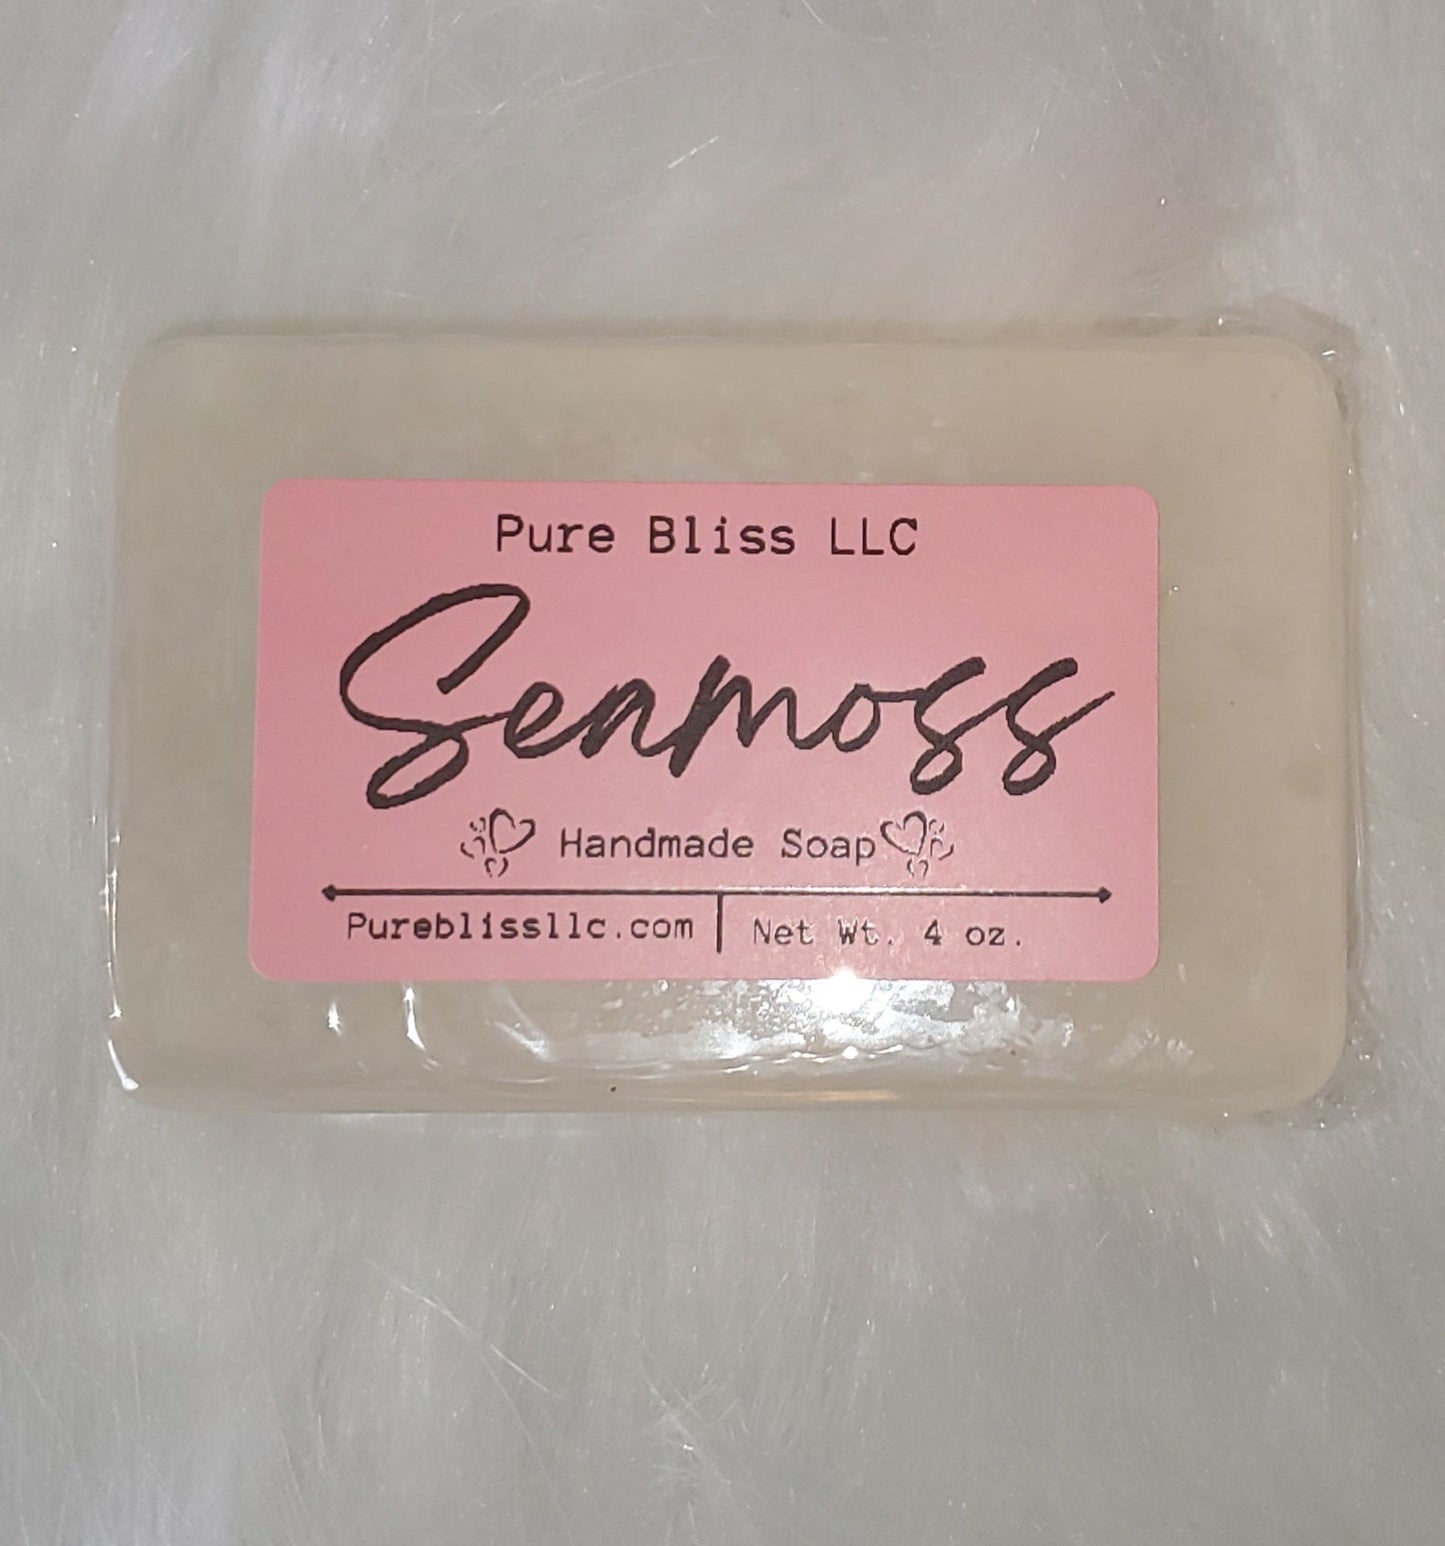 Pure Bliss LLC
Seamoss
Handmade Soap
Pureblissllc.com | Net Wt. 4 oz.